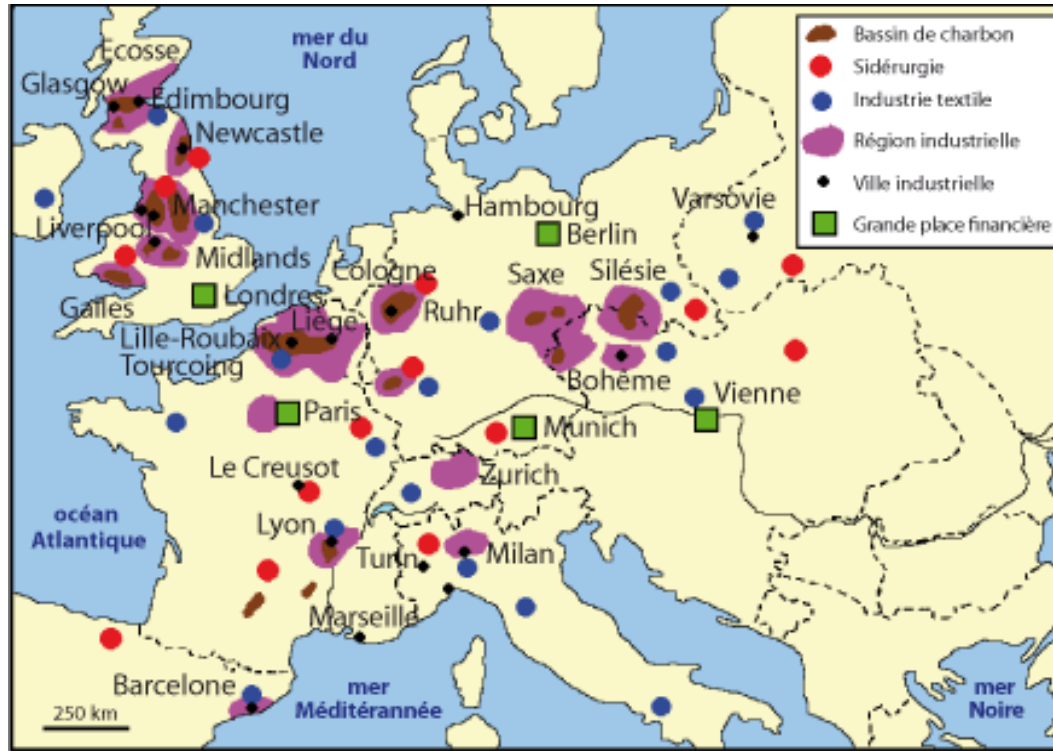 mer du
Nord
Bassin de charbon
Sidérurgie
Industrie textile
Région industrielle
Ville industrielle
Grande place financière
Ecosse
Glasgow
Edimbourg
Newcastle
Manchester
Liverpool
Midlands
Galles
Londres
Hambourg
Berlin
Varsovie
Cologne
Ruhr
Saxe
Silésie
Liège
Lille-Roubaix
Tourcoing
Bohème
Paris
Munich
Vienne
Le Creusot
Zurich
océan
Atlantique
Lyon
Turin
Milan
Marseille
Barcelone
mer
Méditérannée
mer
Noire
250 km